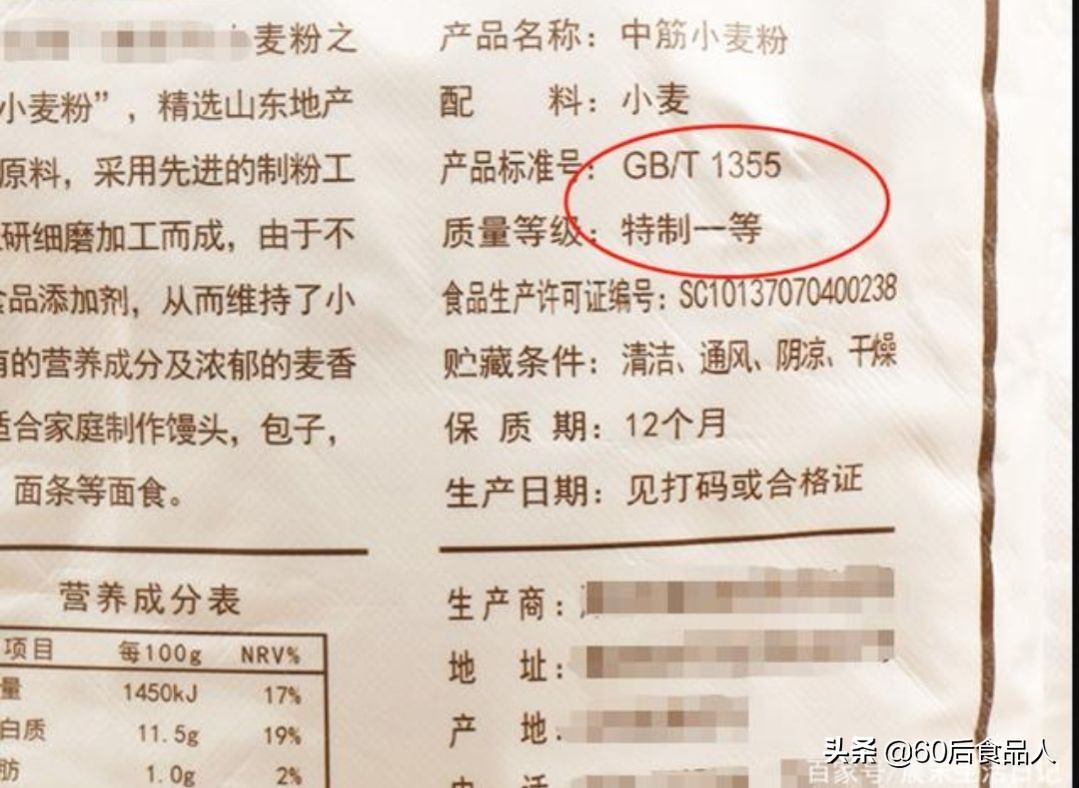 麦粉之
小麦粉”，精选山东地产
原料，采用先进的制粉工
研细磨加工而成，由于不
食品添加剂，从而维持了小
有的营养成分及浓郁的麦香
适合家庭制作馒头，包子，
面条等面食。
营养成分表
项目 每100g NRV%
量 1450kJ 17%
白质 11.5g 19%
肪 1.0g 2%
产品名称：中筋小麦粉
配 料：小麦
产品标准号：GB/T 1355
质量等级：特制一等
食品生产许可证编号：SC10137070400238
贮藏条件：清洁、通风、阴凉、干燥
保 质 期：12个月
生产日期：见打码或合格证
生产商：
地 址：
产 地：
头条 @60后食品人